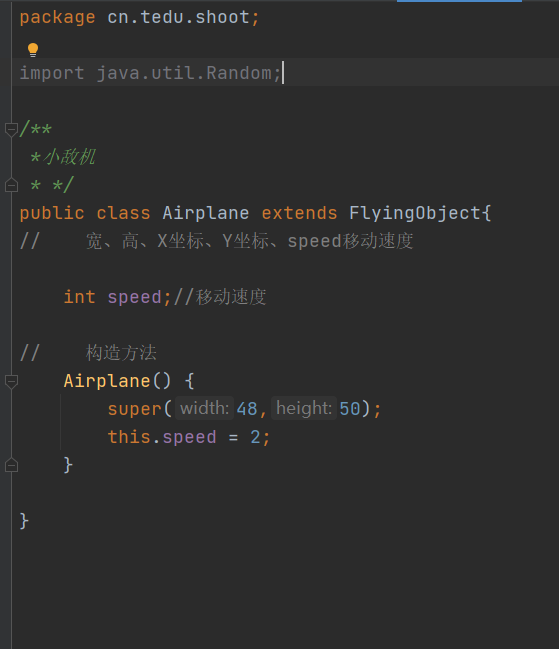 package cn.tedu.shoot;
import java.util.Random;
/**
*小敌机
* */
public class Airplane extends FlyingObject{
//    宽、高、X坐标、Y坐标、speed移动速度
int speed;//移动速度
//    构造方法
Airplane() {
super( width: 48, height: 50);
this.speed = 2;
}
}